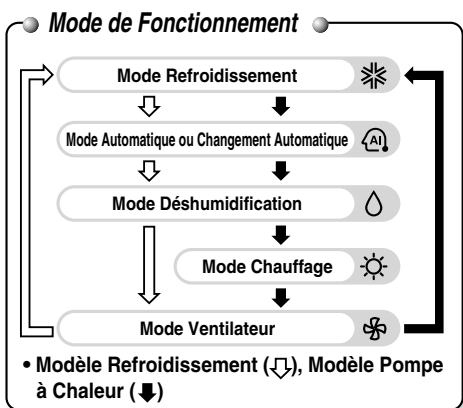 Mode de Fonctionnement
Mode Refroidissement
Mode Automatique ou Changement Automatique
AI
Mode Déshumidification
Mode Chauffage
Mode Ventilateur
• Modèle Refroidissement (⇩), Modèle Pompe
à Chaleur (⬇)